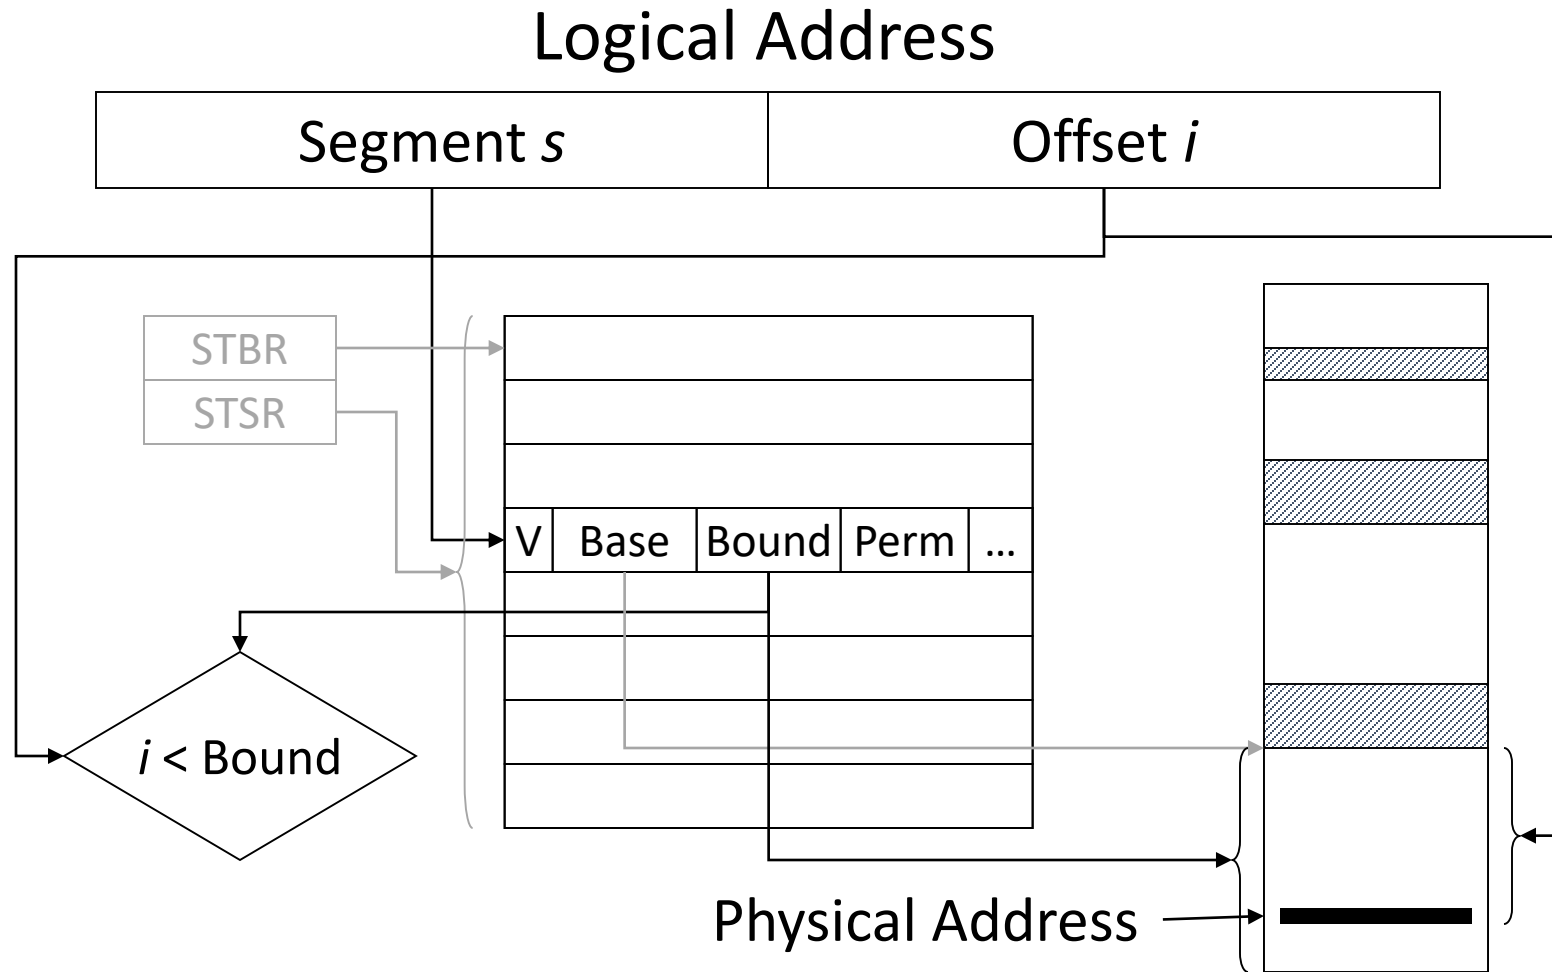 Logical Address
Segment s
Offset i
STBR
STSR
V
Base
Bound
Perm
...
i < Bound
Physical Address